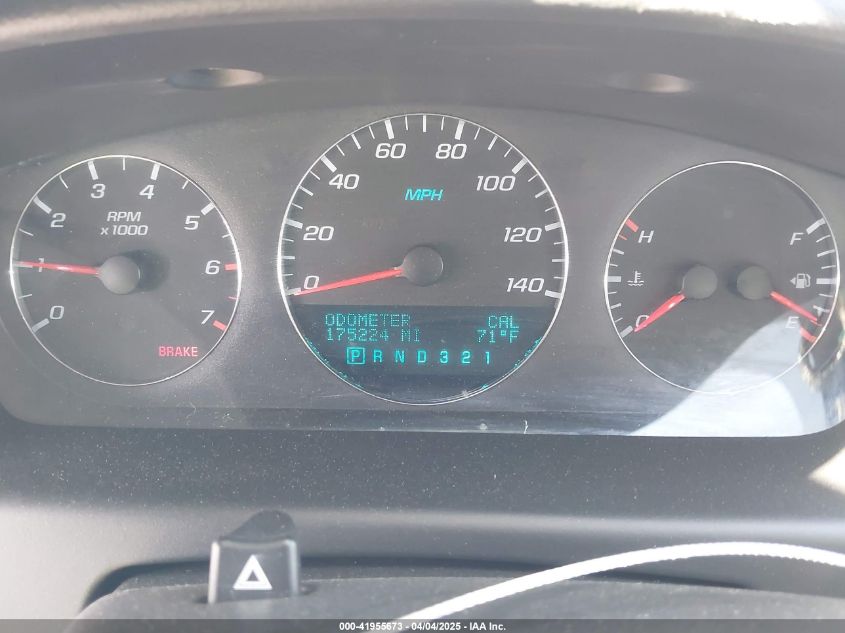 0 1 2 3 4 5 6 7
RPM
x1000
BRAKE
0 20 40 60 80 100 120 140
MPH
ODOMETER CAL
175224 MI 71°F
P R N D 3 2 1
H
C
F
E
000-41955673 - 04/04/2025 - IAA Inc.